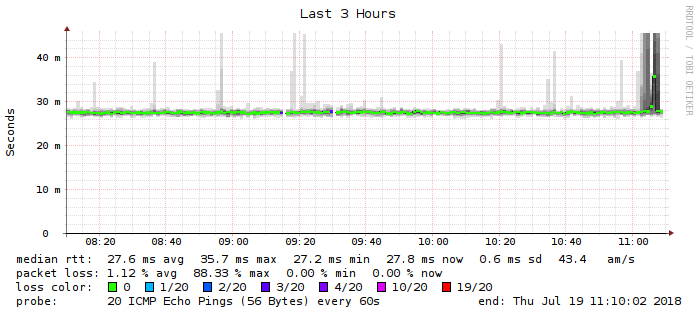 Last 3 Hours
RRDTOOL / TOBI OETIKER
Seconds
40 m
30 m
20 m
10 m
0
08:20 08:40 09:00 09:20 09:40 10:00 10:20 10:40 11:00
median rtt: 27.6 ms avg 35.7 ms max 27.2 ms min 27.8 ms now 0.6 ms sd 43.4 am/s
packet loss: 1.12 % avg 88.33 % max 0.00 % min 0.00 % now
loss color: 0 1/20 2/20 3/20 4/20 10/20 19/20
probe: 20 ICMP Echo Pings (56 Bytes) every 60s end: Thu Jul 19 11:10:02 2018